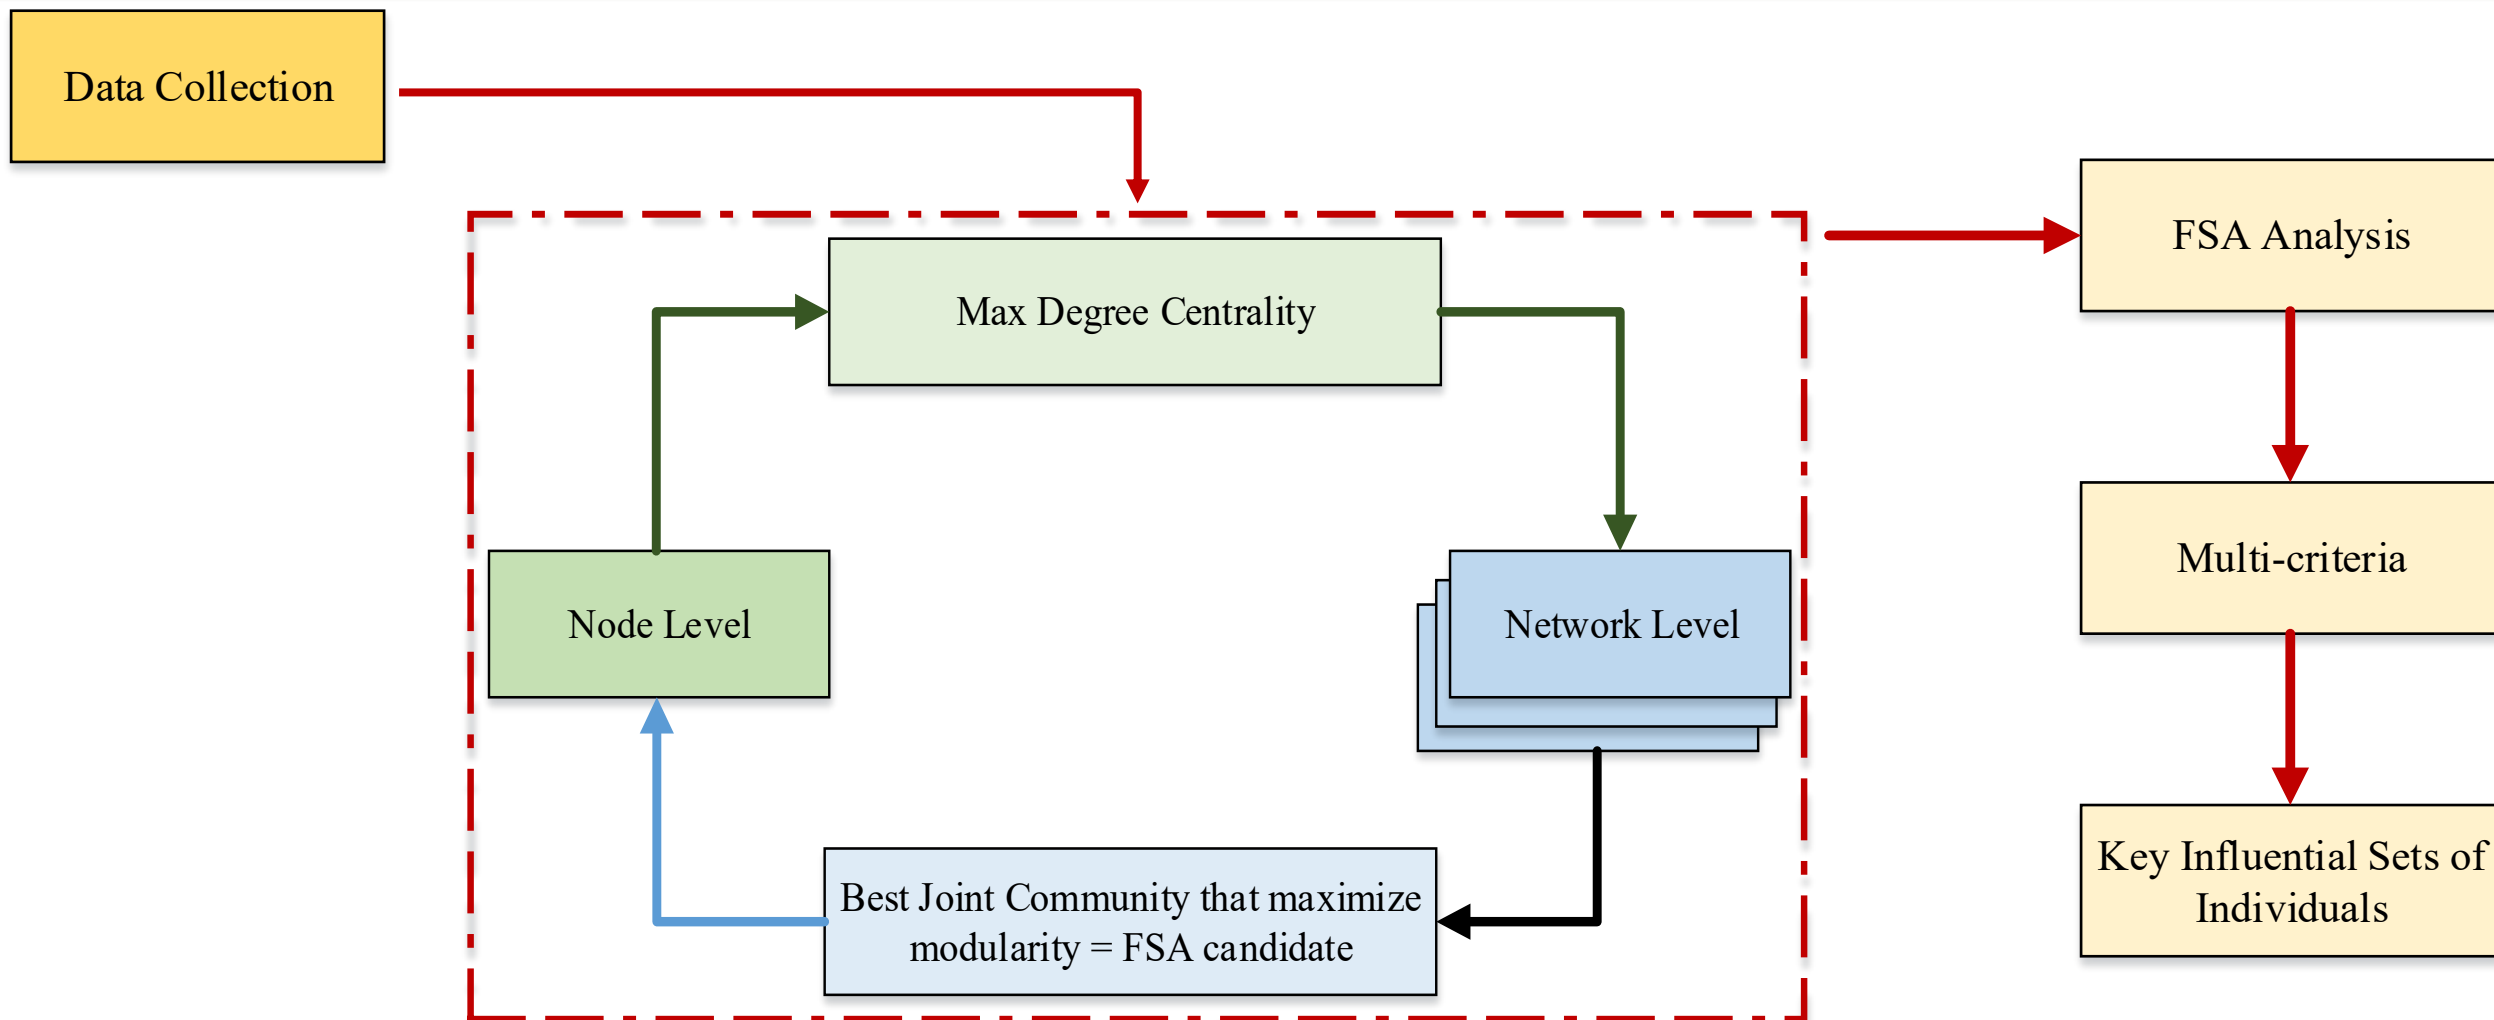 Data Collection
FSA Analysis
Max Degree Centrality
Multi-criteria
Node Level
Network Level
Best Joint Community that maximize
modularity = FSA candidate
Key Influential Sets of
Individuals